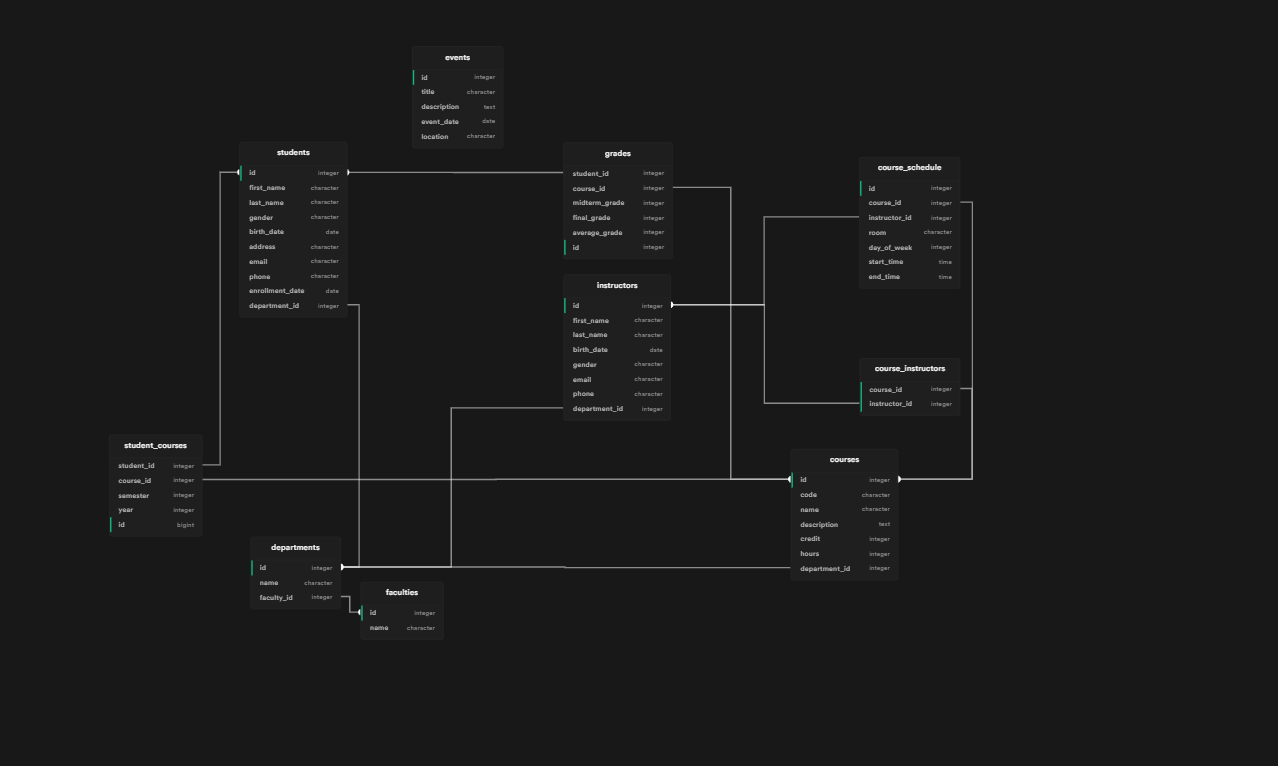 events
id integer
title character
description text
event_date date
location character
students
id integer
first_name character
last_name character
gender character
birth_date date
address character
email character
phone character
enrollment_date date
department_id integer
grades
student_id integer
course_id integer
midterm_grade integer
final_grade integer
average_grade integer
id integer
course_schedule
id integer
course_id integer
instructor_id integer
room character
day_of_week integer
start_time time
end_time time
instructors
id integer
first_name character
last_name character
birth_date date
gender character
email character
phone character
department_id integer
course_instructors
course_id integer
instructor_id integer
student_courses
student_id integer
course_id integer
semester integer
year integer
id bigint
courses
id integer
code character
name character
description text
credit integer
hours integer
department_id integer
departments
id integer
name character
faculty_id integer
faculties
id integer
name character